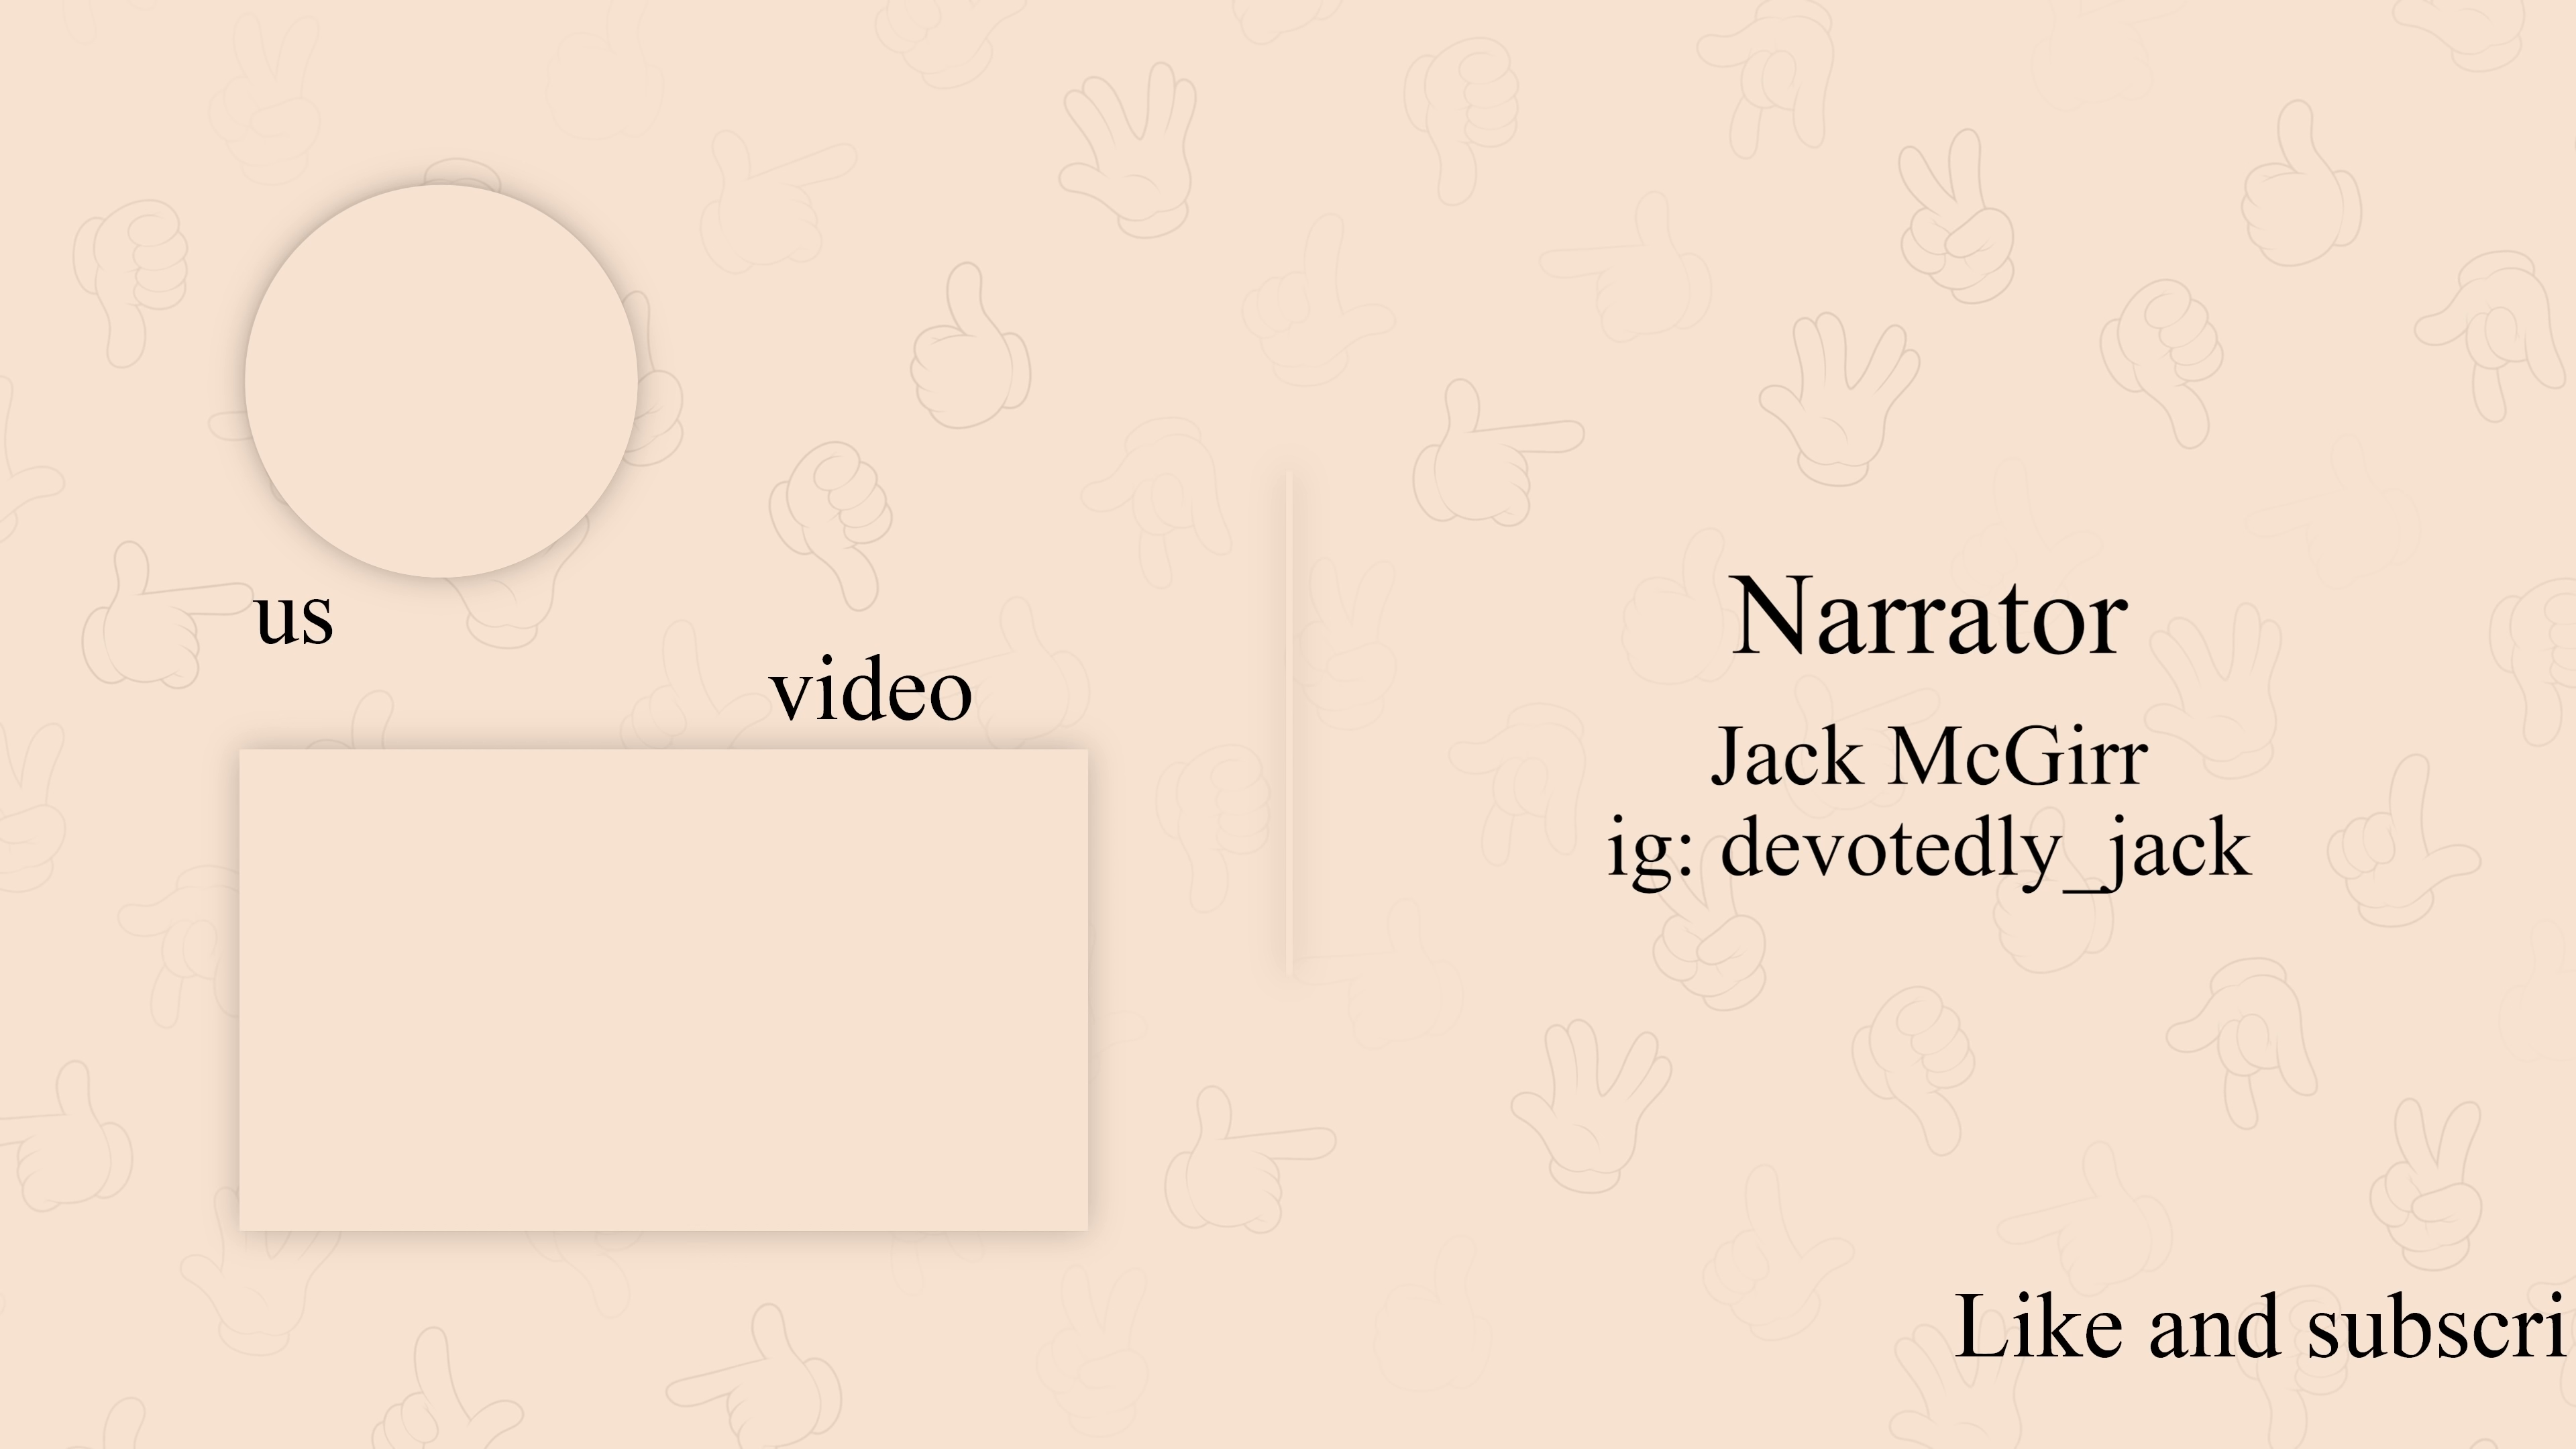 us
video
Narrator
Jack McGirr
ig: devotedly_jack
Like and subscri